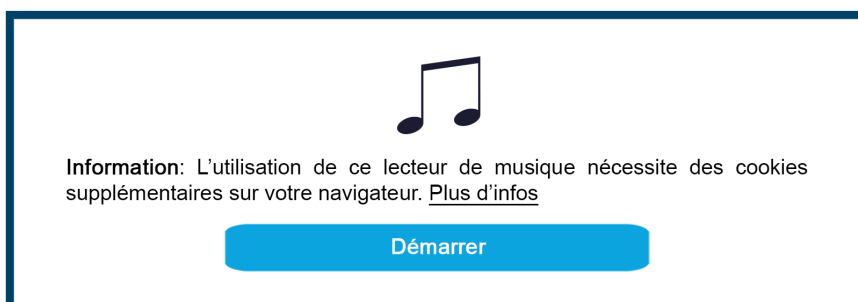 Information: L’utilisation de ce lecteur de musique nécessite des cookies
supplémentaires sur votre navigateur. Plus d’infos
Démarrer